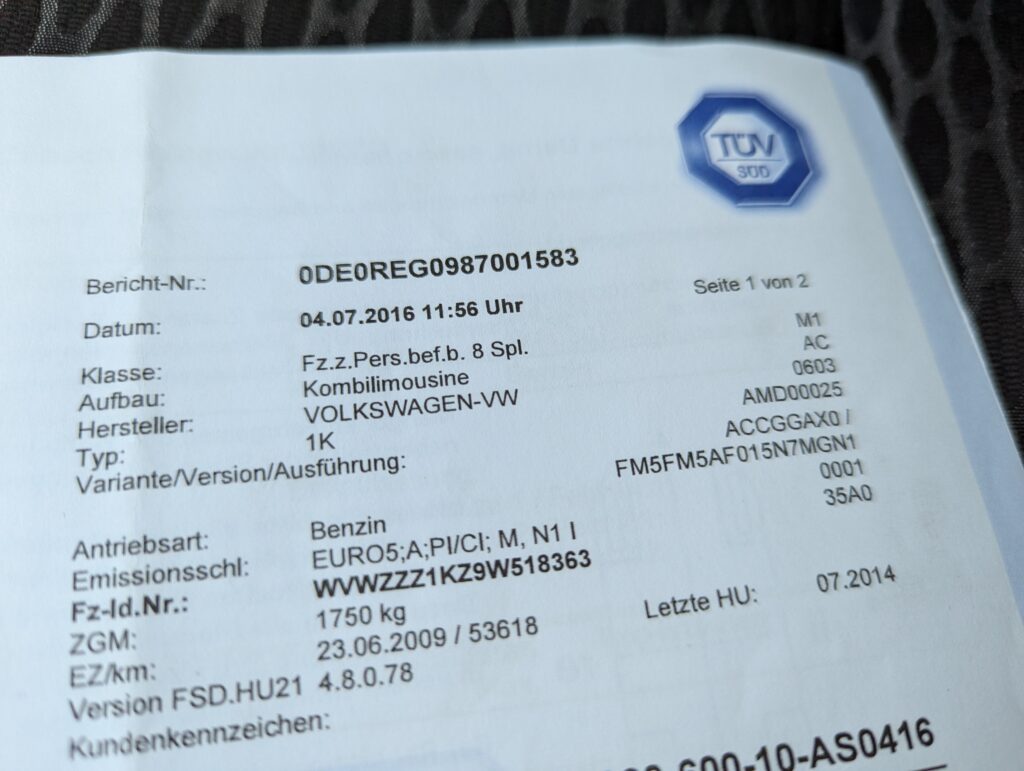 TÜV
SÜD
Bericht-Nr.: 0DE0REG0987001583
Seite 1 von 2
Datum: 04.07.2016 11:56 Uhr
Klasse: Fz.z.Pers.bef.b. 8 Spl. M1
Aufbau: Kombilimousine AC
Hersteller: VOLKSWAGEN-VW 0603
Typ: 1K AMD00025
Variante/Version/Ausführung: ACCGGAX0 /
FM5FM5AF015N7MGN1
Antriebsart: Benzin 0001
Emissionsschl: EURO5;A;PI/CI; M, N1 I 35A0
Fz-Id.Nr.: WVWZZZ1KZ9W518363
ZGM: 1750 kg
EZ/km: 23.06.2009 / 53618 Letzte HU: 07.2014
Version FSD.HU21 4.8.0.78
Kundenkennzeichen:
600-10-AS0416